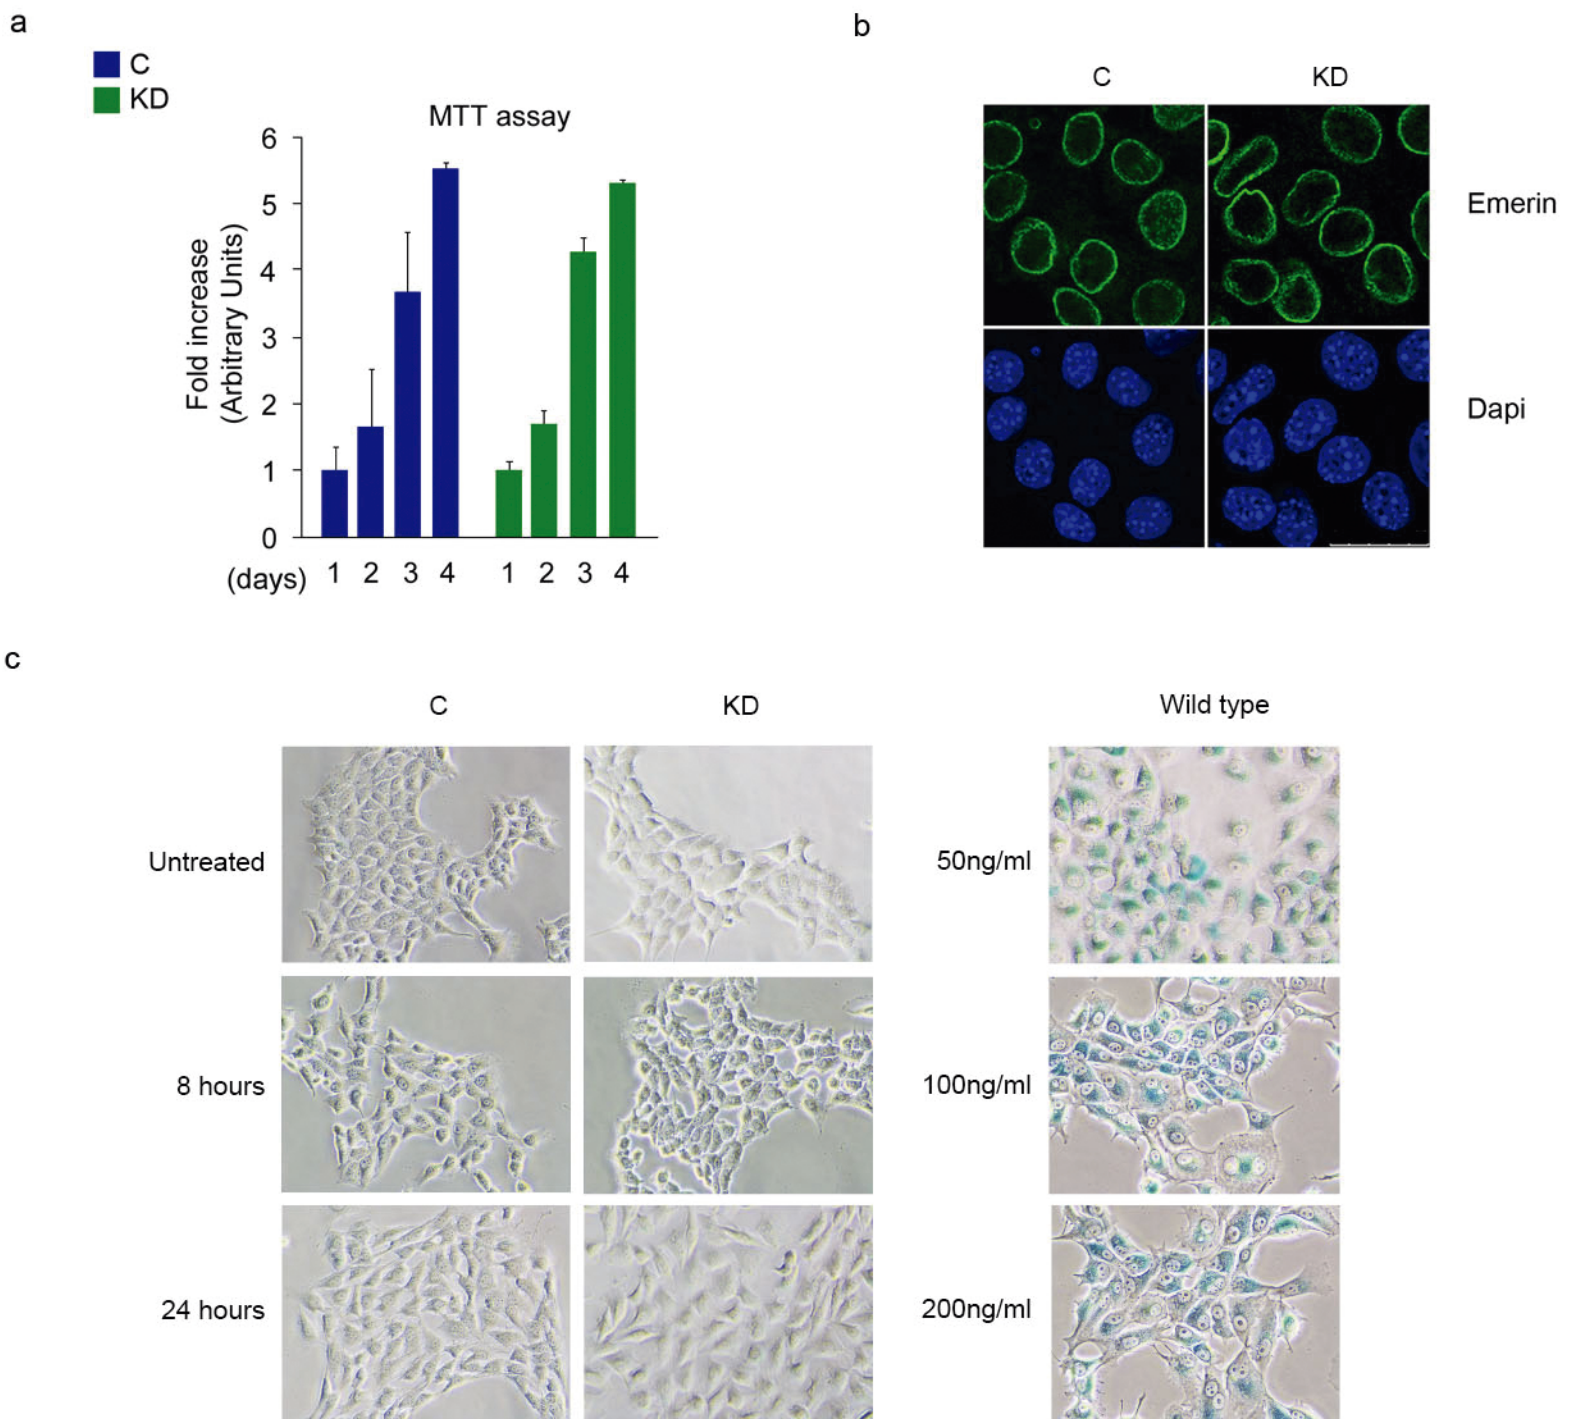 a
C
KD
MTT assay
6
5
4
3
2
1
0
Fold increase
(Arbitrary Units)
(days) 1 2 3 4 1 2 3 4
b
C KD
Emerin
Dapi
c
C KD Wild type
Untreated
50ng/ml
8 hours
100ng/ml
24 hours
200ng/ml